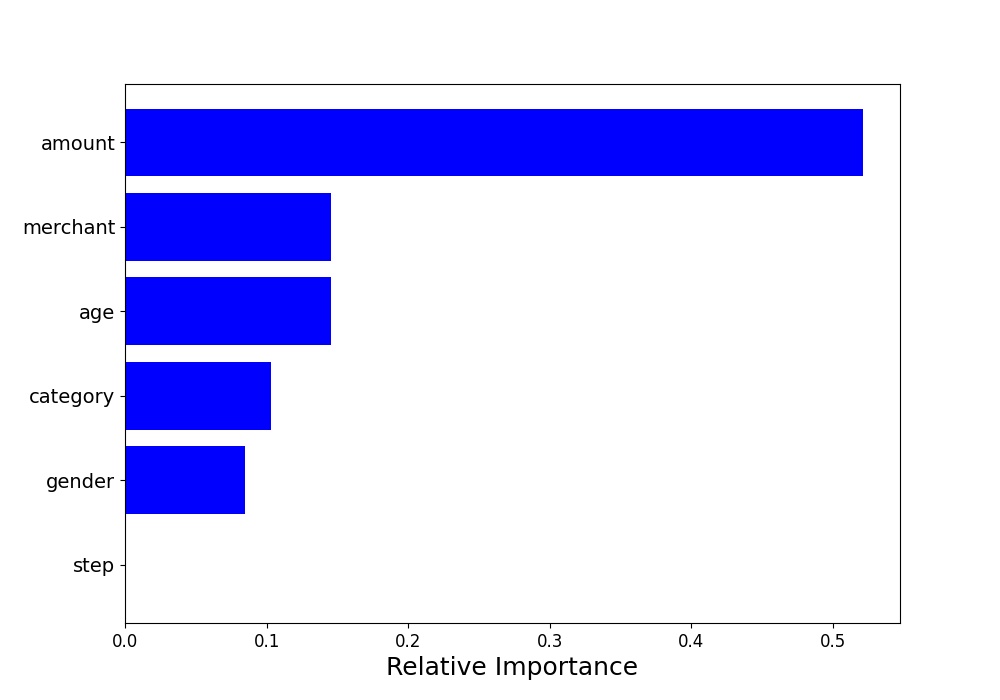 amount
merchant
age
category
gender
step
0.0 0.1 0.2 0.3 0.4 0.5
Relative Importance